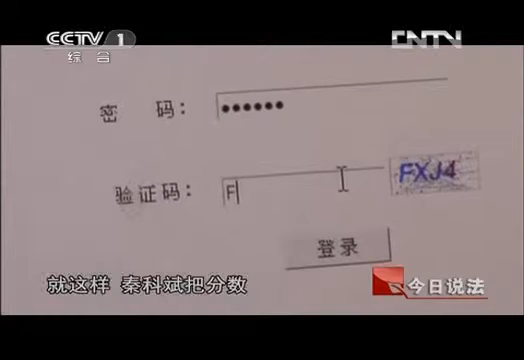 CCTV 1
综合
CNTV
密 码：
●●●●●●
验证码： F FXJ4
登录
就这样 秦科斌把分数
今日说法